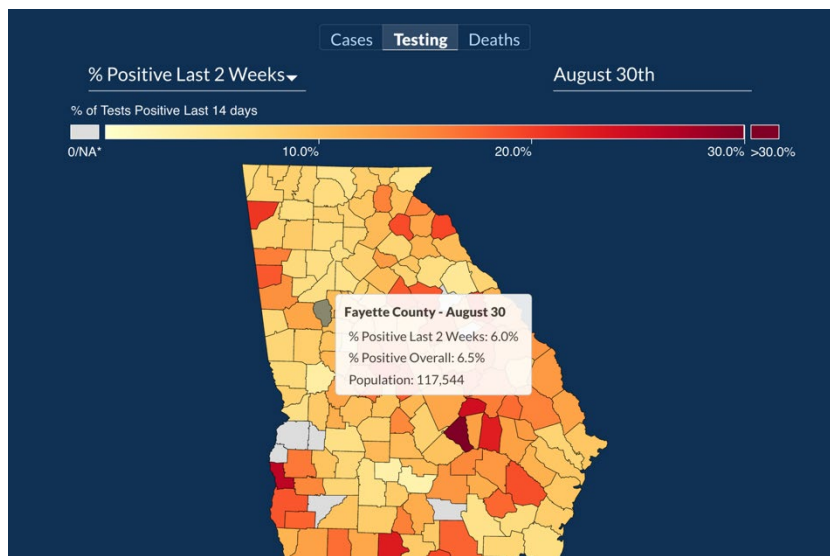 Cases Testing Deaths
% Positive Last 2 Weeks August 30th
% of Tests Positive Last 14 days
0/NA* 10.0% 20.0% 30.0% >30.0%
Fayette County - August 30
% Positive Last 2 Weeks: 6.0%
% Positive Overall: 6.5%
Population: 117,544